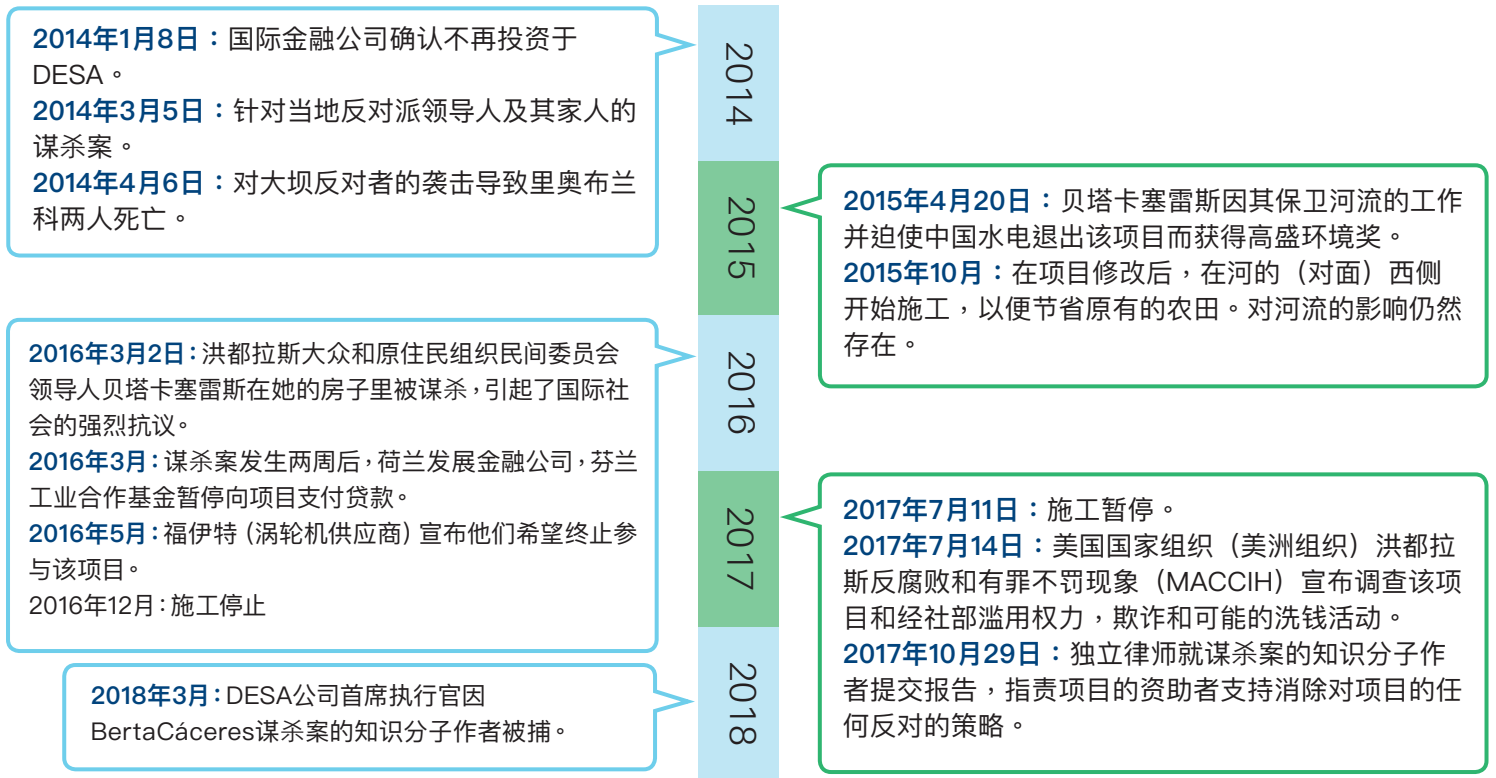 2014年1月8日：国际金融公司确认不再投资于
DESA。
2014年3月5日：针对当地反对派领导人及其家人的
谋杀案。
2014年4月6日：对大坝反对者的袭击导致里奥布兰
科两人死亡。
2014
2015
2015年4月20日：贝塔卡塞雷斯因其保卫河流的工作
并迫使中国水电退出该项目而获得高盛环境奖。
2015年10月：在项目修改后，在河的（对面）西侧
开始施工，以便节省原有的农田。对河流的影响仍然
存在。
2016年3月2日：洪都拉斯大众和原住民组织民间委员会
领导人贝塔卡塞雷斯在她的房子里被谋杀，引起了国际社
会的强烈抗议。
2016年3月：谋杀案发生两周后，荷兰发展金融公司，芬兰
工业合作基金暂停向项目支付贷款。
2016年5月：福伊特（涡轮机供应商）宣布他们希望终止参
与该项目。
2016年12月：施工停止
2016
2017
2017年7月11日：施工暂停。
2017年7月14日：美国国家组织（美洲组织）洪都拉
斯反腐败和有罪不罚现象（MACCIH）宣布调查该项
目和经社部滥用权力，欺诈和可能的洗钱活动。
2017年10月29日：独立律师就谋杀案的知识分子作
者提交报告，指责项目的资助者支持消除对项目的任
何反对的策略。
2018年3月：DESA公司首席执行官因
BertaCáceres谋杀案的知识分子作者被捕。
2018